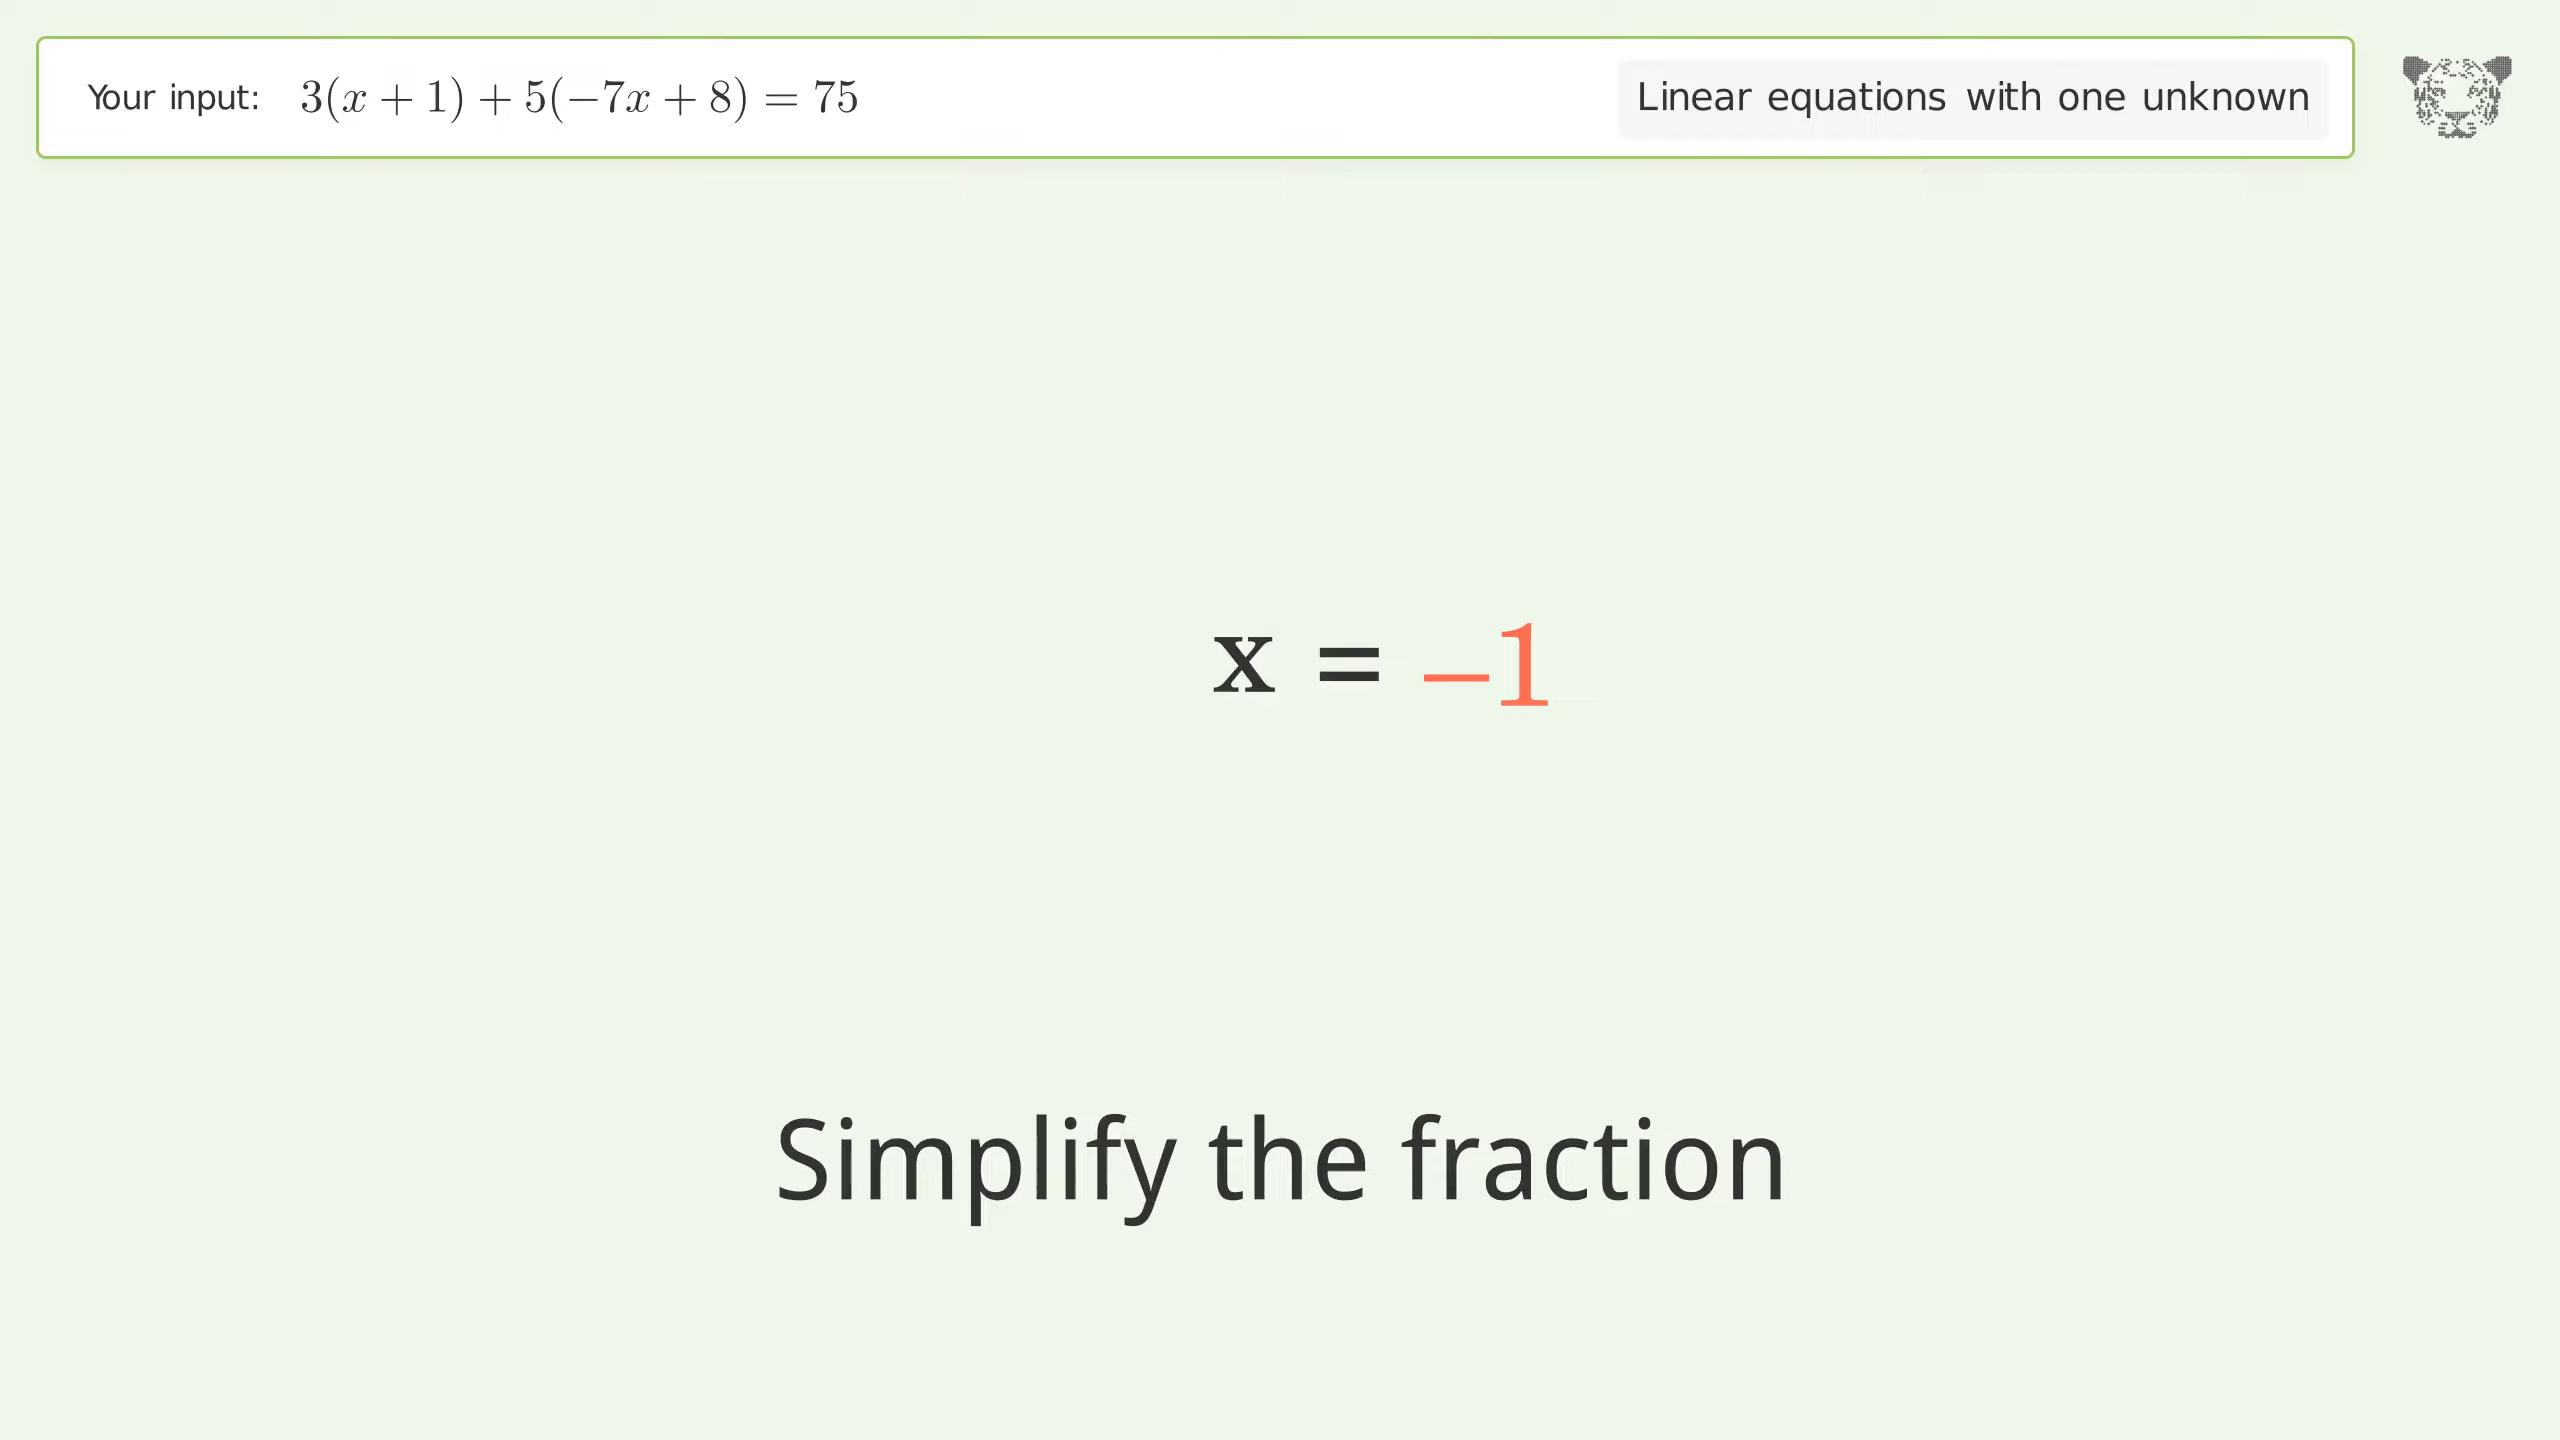 Your input: 3(x + 1) + 5(−7x + 8) = 75
Linear equations with one unknown
x = −1
Simplify the fraction